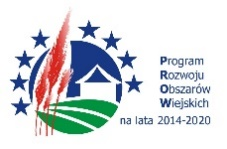 Program
Rozwoju
Obszarów
Wiejskich
na lata 2014-2020